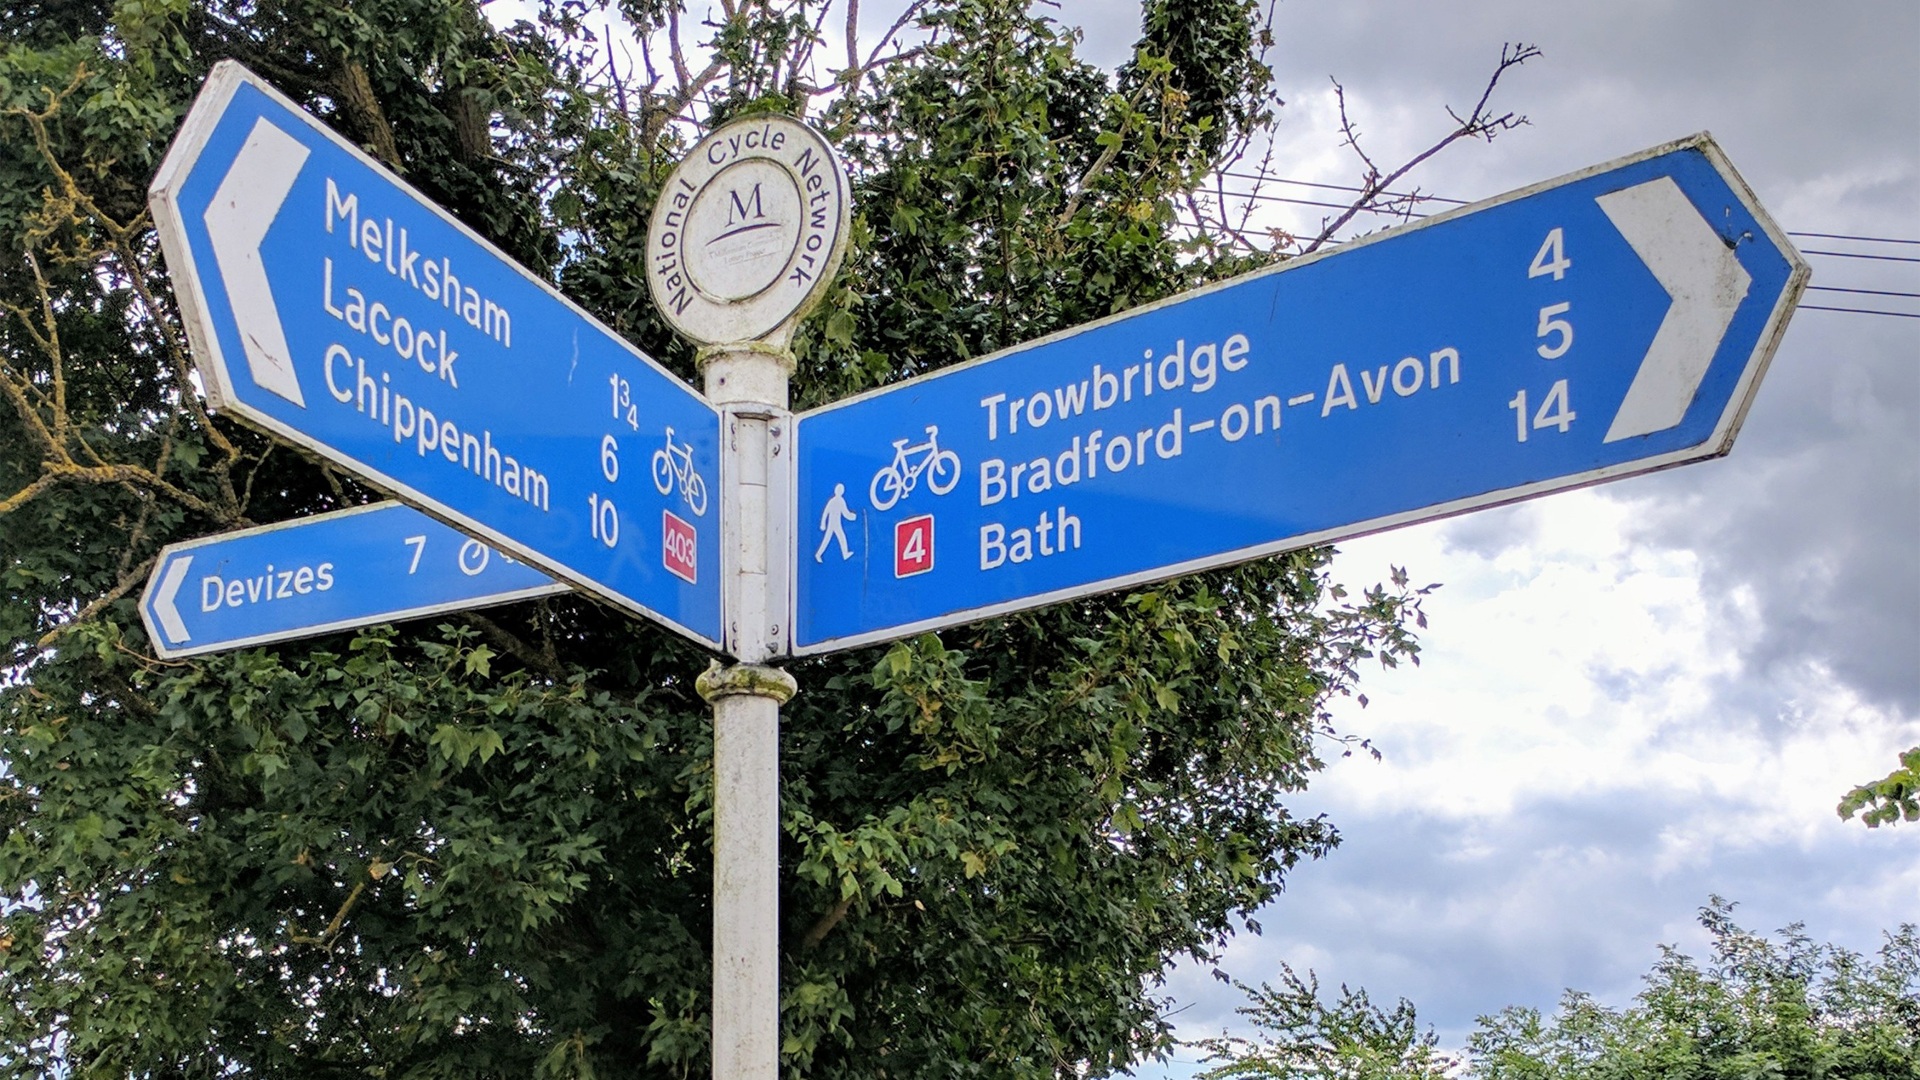 National Cycle Network
M
Melksham 1¾
Lacock 6
Chippenham 10
403
Devizes 7
Trowbridge 4
Bradford-on-Avon 5
Bath 14
4